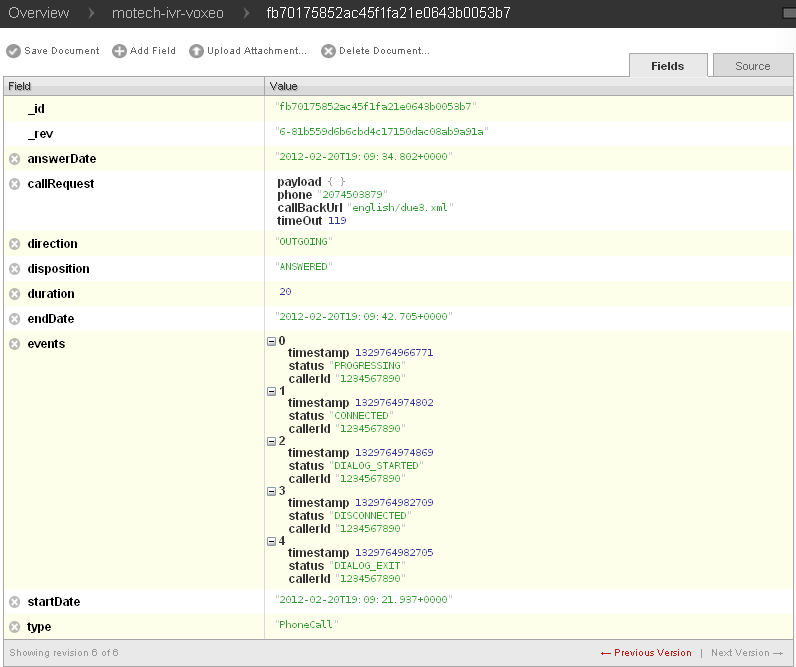 Overview motech-ivr-voxeo fb70175852ac45f1fa21e0643b0053b7
Save Document Add Field Upload Attachment... Delete Document...
Fields Source
Field Value
_id "fb70175852ac45f1fa21e0643b0053b7"
_rev "6-81b559d6b6cbd4c17150dac08ab9a91a"
answerDate "2012-02-20T19:09:34.802+0000"
callRequest payload { }
phone "2074503879"
callBackUrl "english/due3.xml"
timeOut 119
direction "OUTGOING"
disposition "ANSWERED"
duration 20
endDate "2012-02-20T19:09:42.705+0000"
events 0
timestamp 1329764966771
status "PROGRESSING"
callerId "1234567890"
1
timestamp 1329764974802
status "CONNECTED"
callerId "1234567890"
2
timestamp 1329764974869
status "DIALOG_STARTED"
callerId "1234567890"
3
timestamp 1329764982709
status "DISCONNECTED"
callerId "1234567890"
4
timestamp 1329764982705
status "DIALOG_EXIT"
callerId "1234567890"
startDate "2012-02-20T19:09:21.937+0000"
type "PhoneCall"
Showing revision 6 of 6 ← Previous Version | Next Version →